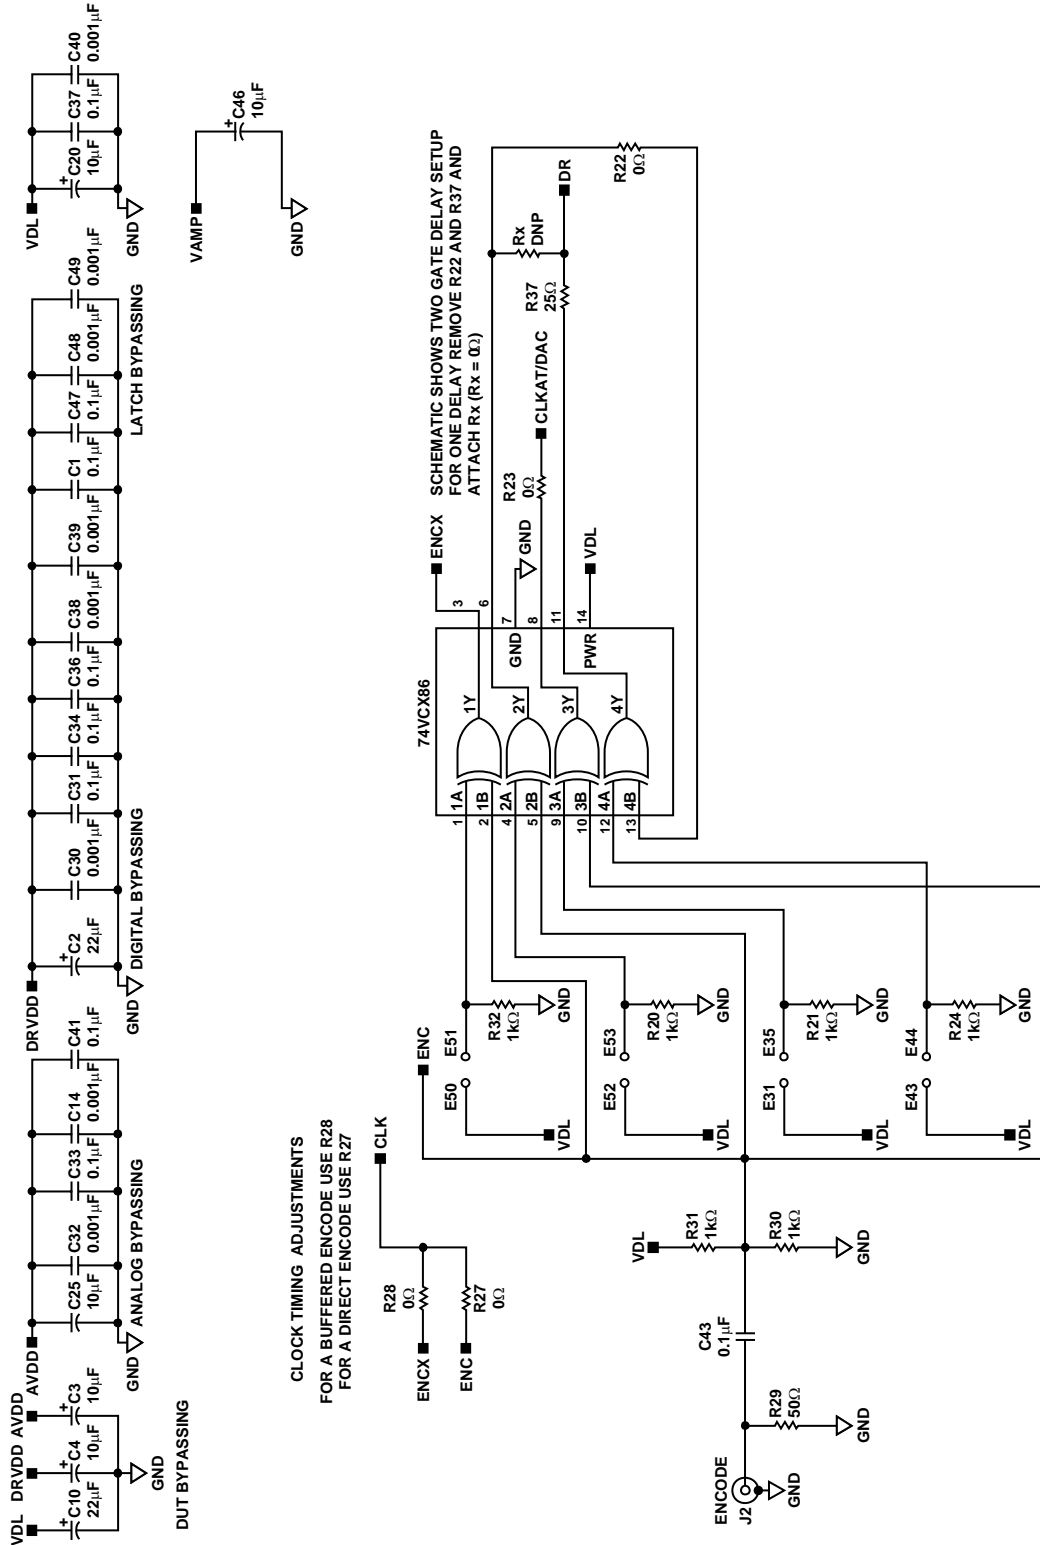 VDL
DRVDD
AVDD
C10
22µF
C4
10µF
C3
10µF
GND
DUT BYPASSING
AVDD
C25
10µF
C32
0.001µF
C33
0.1µF
C14
0.001µF
C41
0.1µF
GND
ANALOG BYPASSING
DRVDD
C2
22µF
C30
0.001µF
C31
0.1µF
C34
0.1µF
C36
0.1µF
C38
0.001µF
C39
0.001µF
C1
0.1µF
C47
0.1µF
C48
0.001µF
C49
0.001µF
GND
DIGITAL BYPASSING
LATCH BYPASSING
VDL
C20
10µF
C37
0.1µF
C40
0.001µF
GND
VAMP
C46
10µF
GND
CLOCK TIMING ADJUSTMENTS
FOR A BUFFERED ENCODE USE R28
FOR A DIRECT ENCODE USE R27
CLK
R28
0Ω
ENCX
R27
0Ω
ENC
SCHEMATIC SHOWS TWO GATE DELAY SETUP
FOR ONE DELAY REMOVE R22 AND R37 AND
ATTACH Rx (Rx = 0Ω)
ENC
E50
E51
VDL
R32
1kΩ
GND
E52
E53
VDL
R20
1kΩ
GND
E31
E35
VDL
R21
1kΩ
GND
E43
E44
VDL
R24
1kΩ
GND
74VCX86
1
1A
2
1B
4
2A
5
2B
9
3A
10
3B
12
4A
13
4B
1Y
2Y
3Y
4Y
GND
PWR
3
6
7
8
11
14
ENCX
GND
VDL
R23
0Ω
CLKAT/DAC
R37
25Ω
Rx
DNP
DR
R22
0Ω
ENCODE
J2
GND
R29
50Ω
GND
C43
0.1µF
VDL
R31
1kΩ
R30
1kΩ
GND